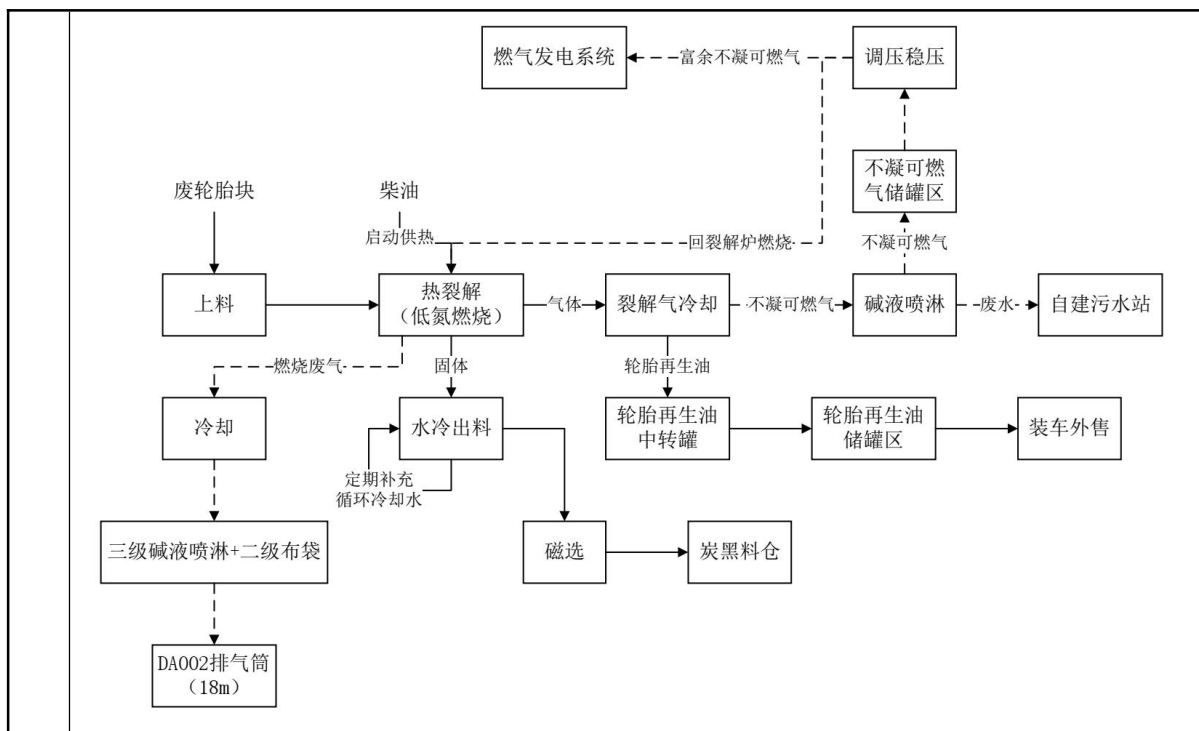 燃气发电系统
富余不凝可燃气
调压稳压
不凝可燃
气储罐区
废轮胎块
柴油
启动供热
回裂解炉燃烧
不凝可燃气
上料
热裂解
（低氮燃烧）
气体
裂解气冷却
不凝可燃气
碱液喷淋
废水
自建污水站
燃烧废气
固体
轮胎再生油
冷却
水冷出料
轮胎再生油
中转罐
轮胎再生油
储罐区
装车外售
定期补充
循环冷却水
三级碱液喷淋+二级布袋
磁选
炭黑料仓
DA002排气筒
（18m）